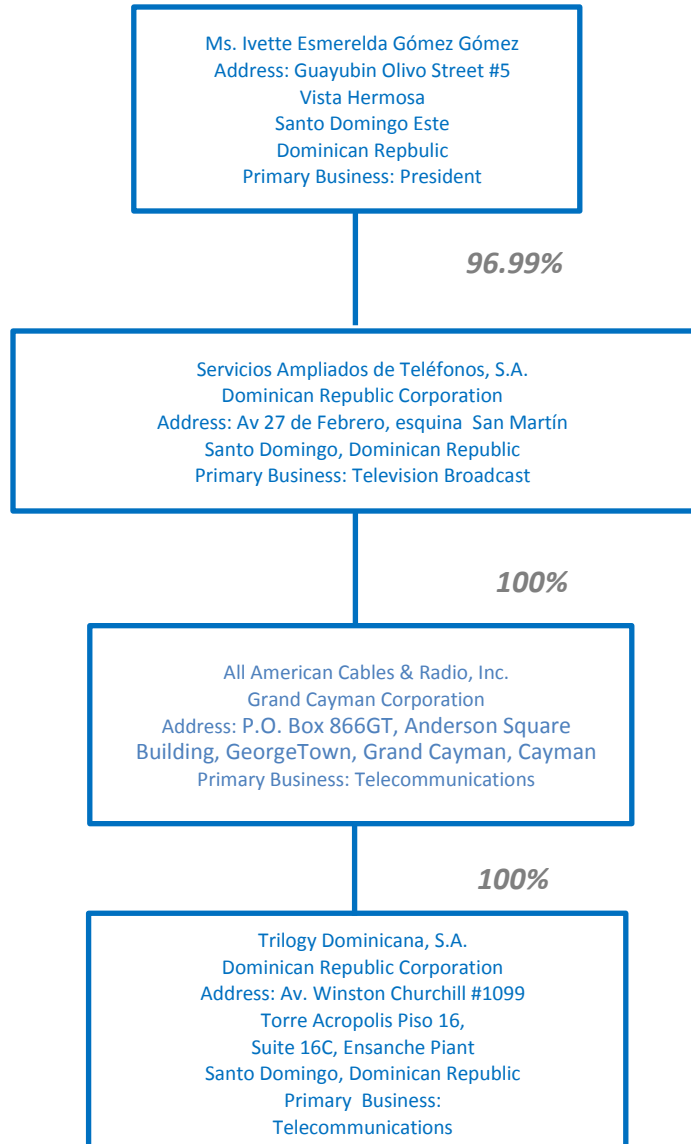 Ms. Ivette Esmerelda Gómez Gómez
Address: Guayubin Olivo Street #5
Vista Hermosa
Santo Domingo Este
Dominican Repbulic
Primary Business: President
96.99%
Servicios Ampliados de Teléfonos, S.A.
Dominican Republic Corporation
Address: Av 27 de Febrero, esquina San Martín
Santo Domingo, Dominican Republic
Primary Business: Television Broadcast
100%
All American Cables & Radio, Inc.
Grand Cayman Corporation
Address: P.O. Box 866GT, Anderson Square
Building, GeorgeTown, Grand Cayman, Cayman
Primary Business: Telecommunications
100%
Trilogy Dominicana, S.A.
Dominican Republic Corporation
Address: Av. Winston Churchill #1099
Torre Acropolis Piso 16,
Suite 16C, Ensanche Piant
Santo Domingo, Dominican Republic
Primary Business:
Telecommunications